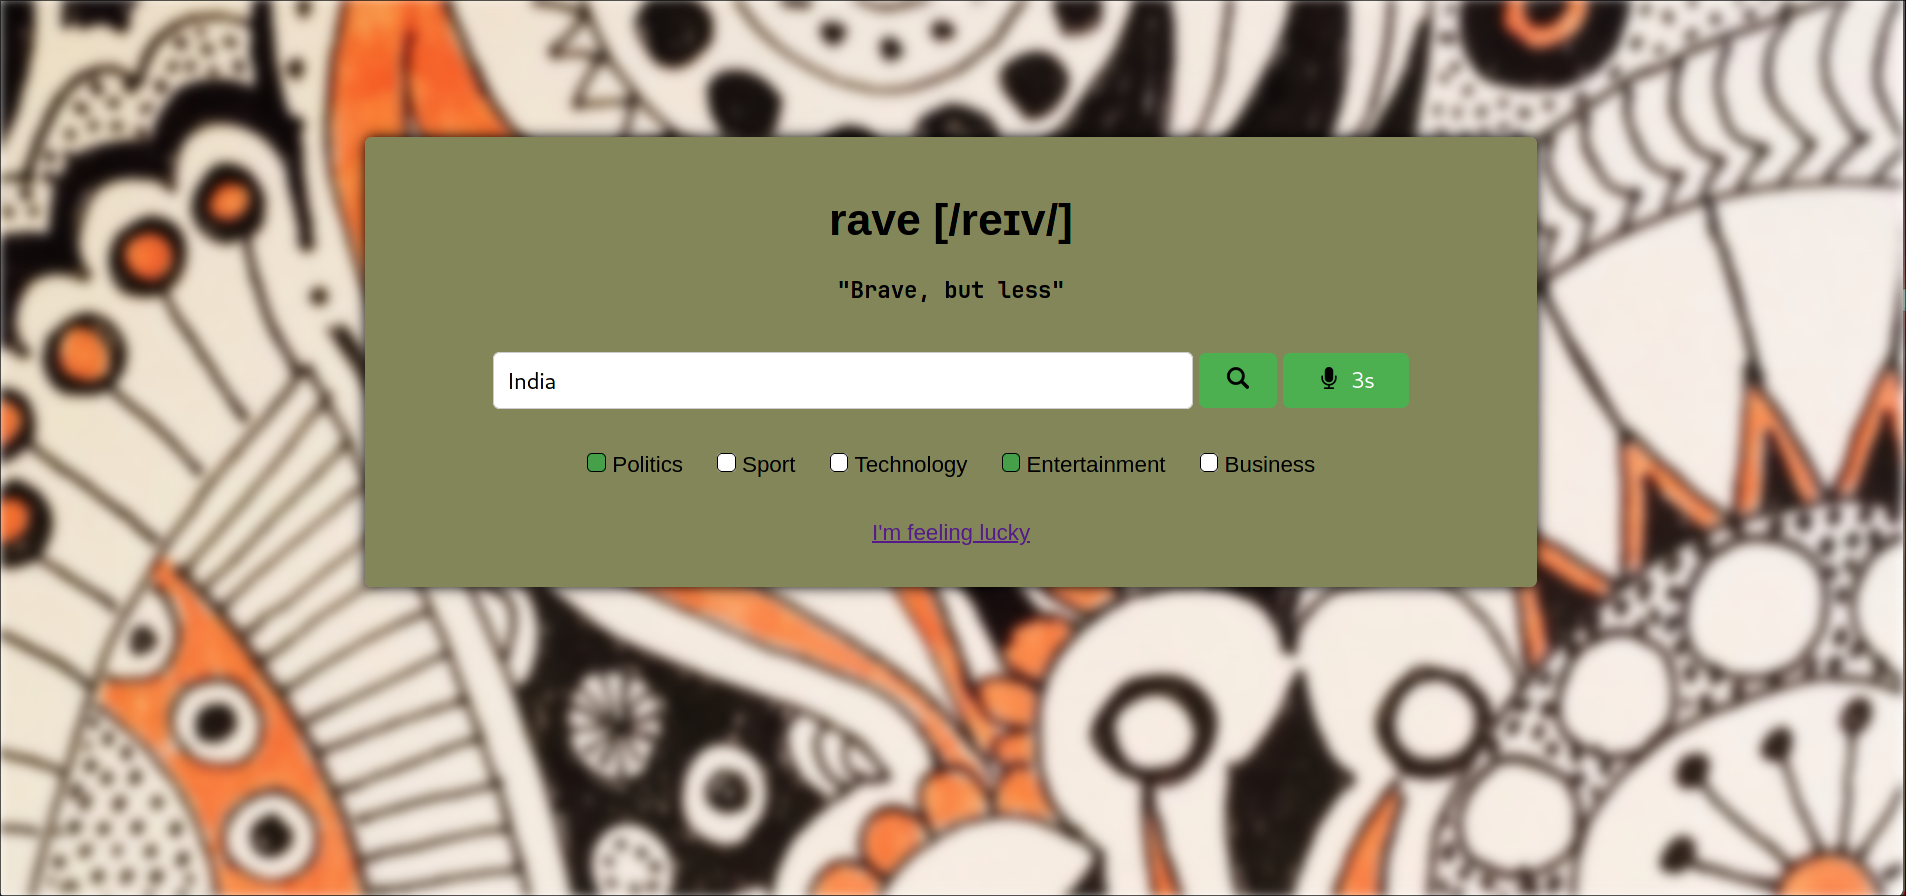 rave [/reɪv/]
"Brave, but less"
India 3s
Politics Sport Technology Entertainment Business
I'm feeling lucky